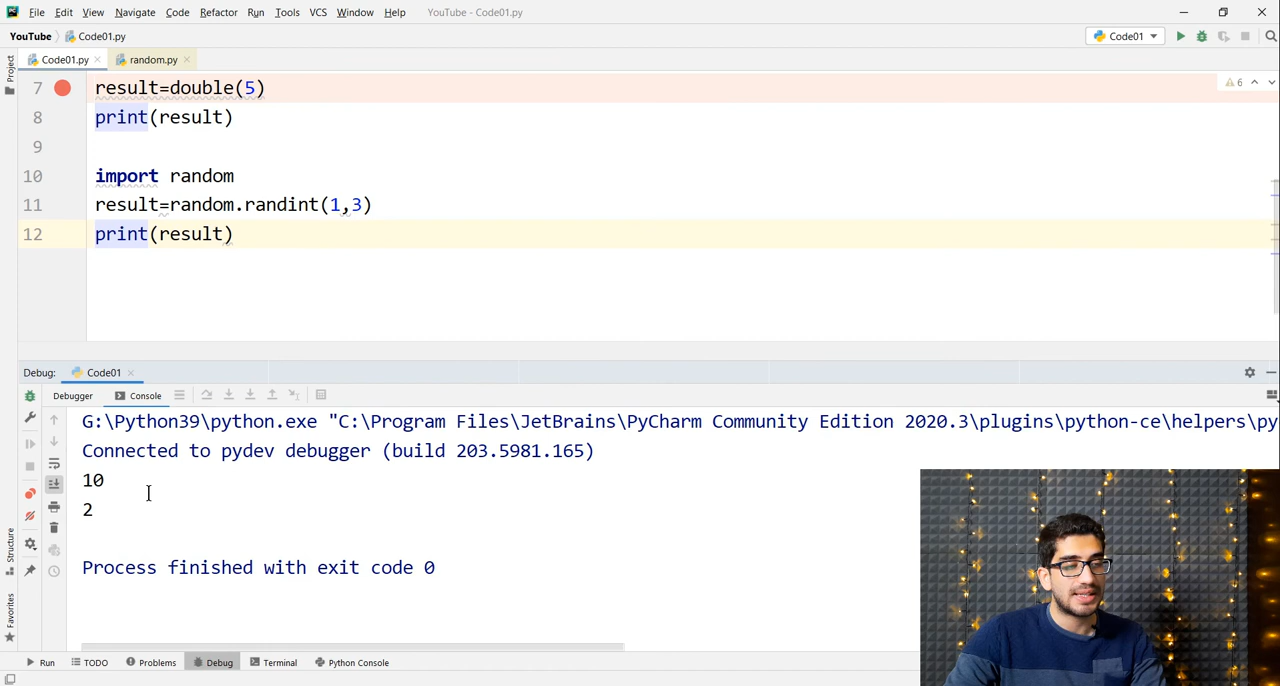 File Edit View Navigate Code Refactor Run Tools VCS Window Help YouTube - Code01.py
YouTube Code01.py Code01
Project
Code01.py random.py
7 result=double(5) 6
8 print(result)
9
10 import random
11 result=random.randint(1,3)
12 print(result)
Debug: Code01
Debugger Console
G:\Python39\python.exe "C:\Program Files\JetBrains\PyCharm Community Edition 2020.3\plugins\python-ce\helpers\py
Connected to pydev debugger (build 203.5981.165)
10
2
Process finished with exit code 0
Structure
Favorites
Run TODO Problems Debug Terminal Python Console